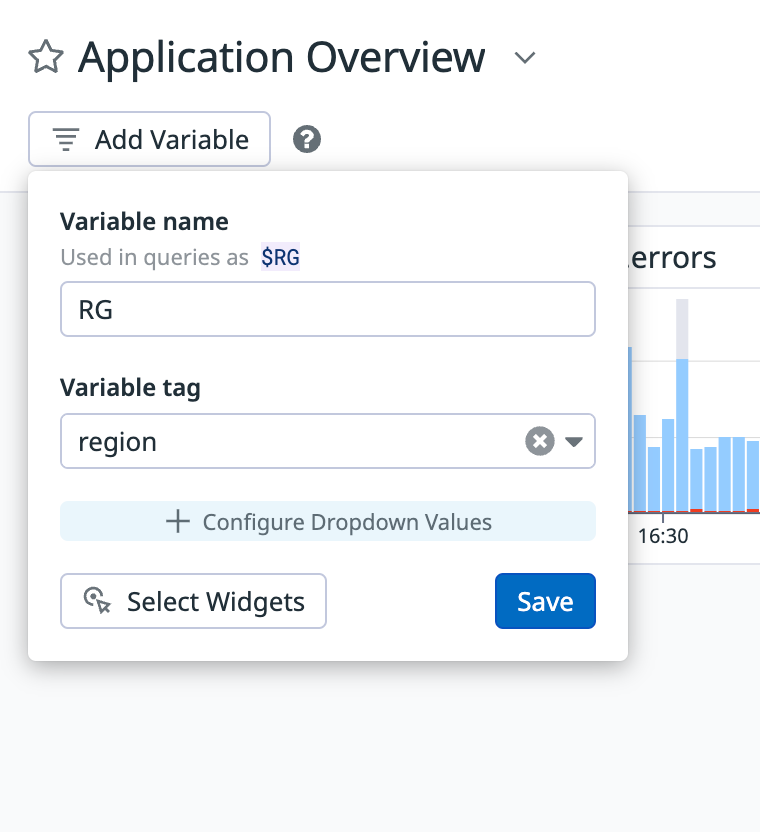 Application Overview
Add Variable ?
Variable name
Used in queries as $RG
RG
Variable tag
region
Configure Dropdown Values
Select Widgets
Save
.errors
16:30